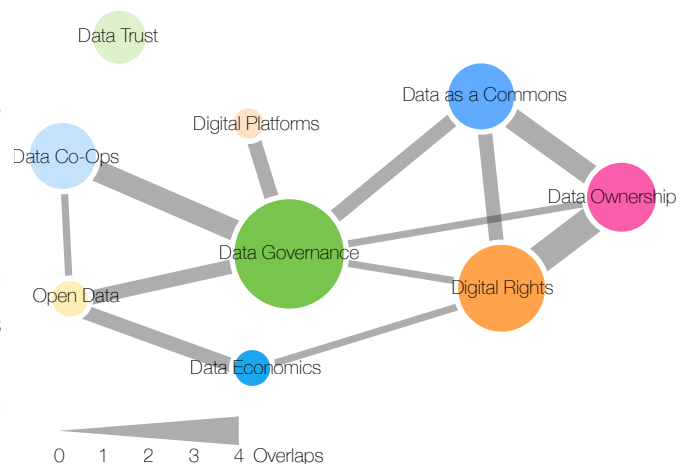 Data Trust
Data as a Commons
Digital Platforms
Data Co-Ops
Data Ownership
Data Governance
Digital Rights
Open Data
Data Economics
0 1 2 3 4 Overlaps